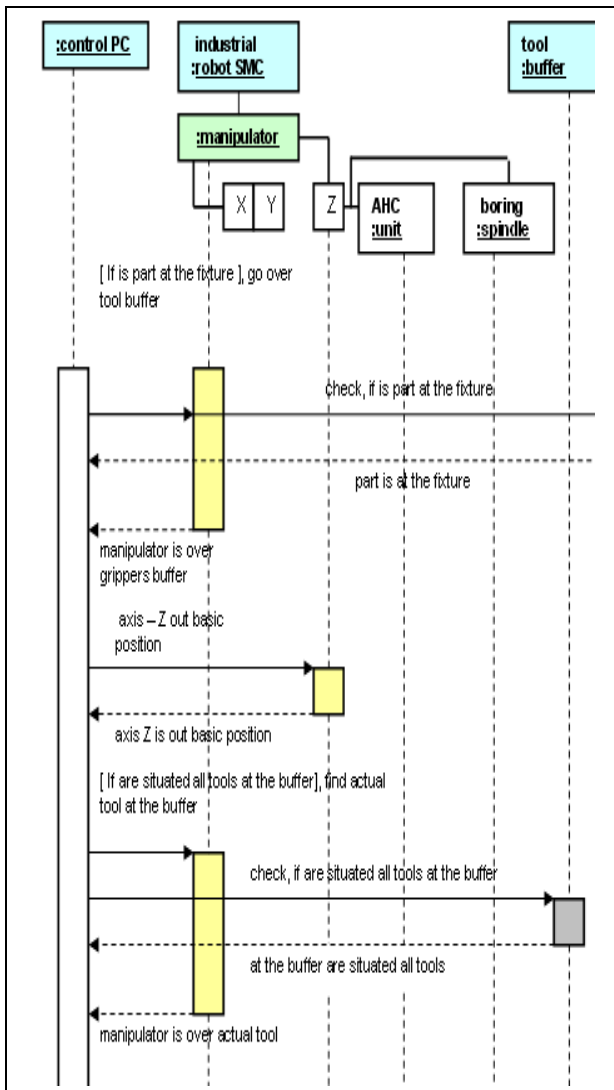 :control PC
industrial
:robot SMC
tool
:buffer
:manipulator
X Y
Z
AHC
:unit
boring
:spindle
[ If is part at the fixture ], go over
tool buffer
check, if is part at the fixture
part is at the fixture
manipulator is over
grippers buffer
axis – Z out basic
position
axis Z is out basic position
[ If are situated all tools at the buffer], find actual
tool at the buffer
check, if are situated all tools at the buffer
at the buffer are situated all tools
manipulator is over actual tool